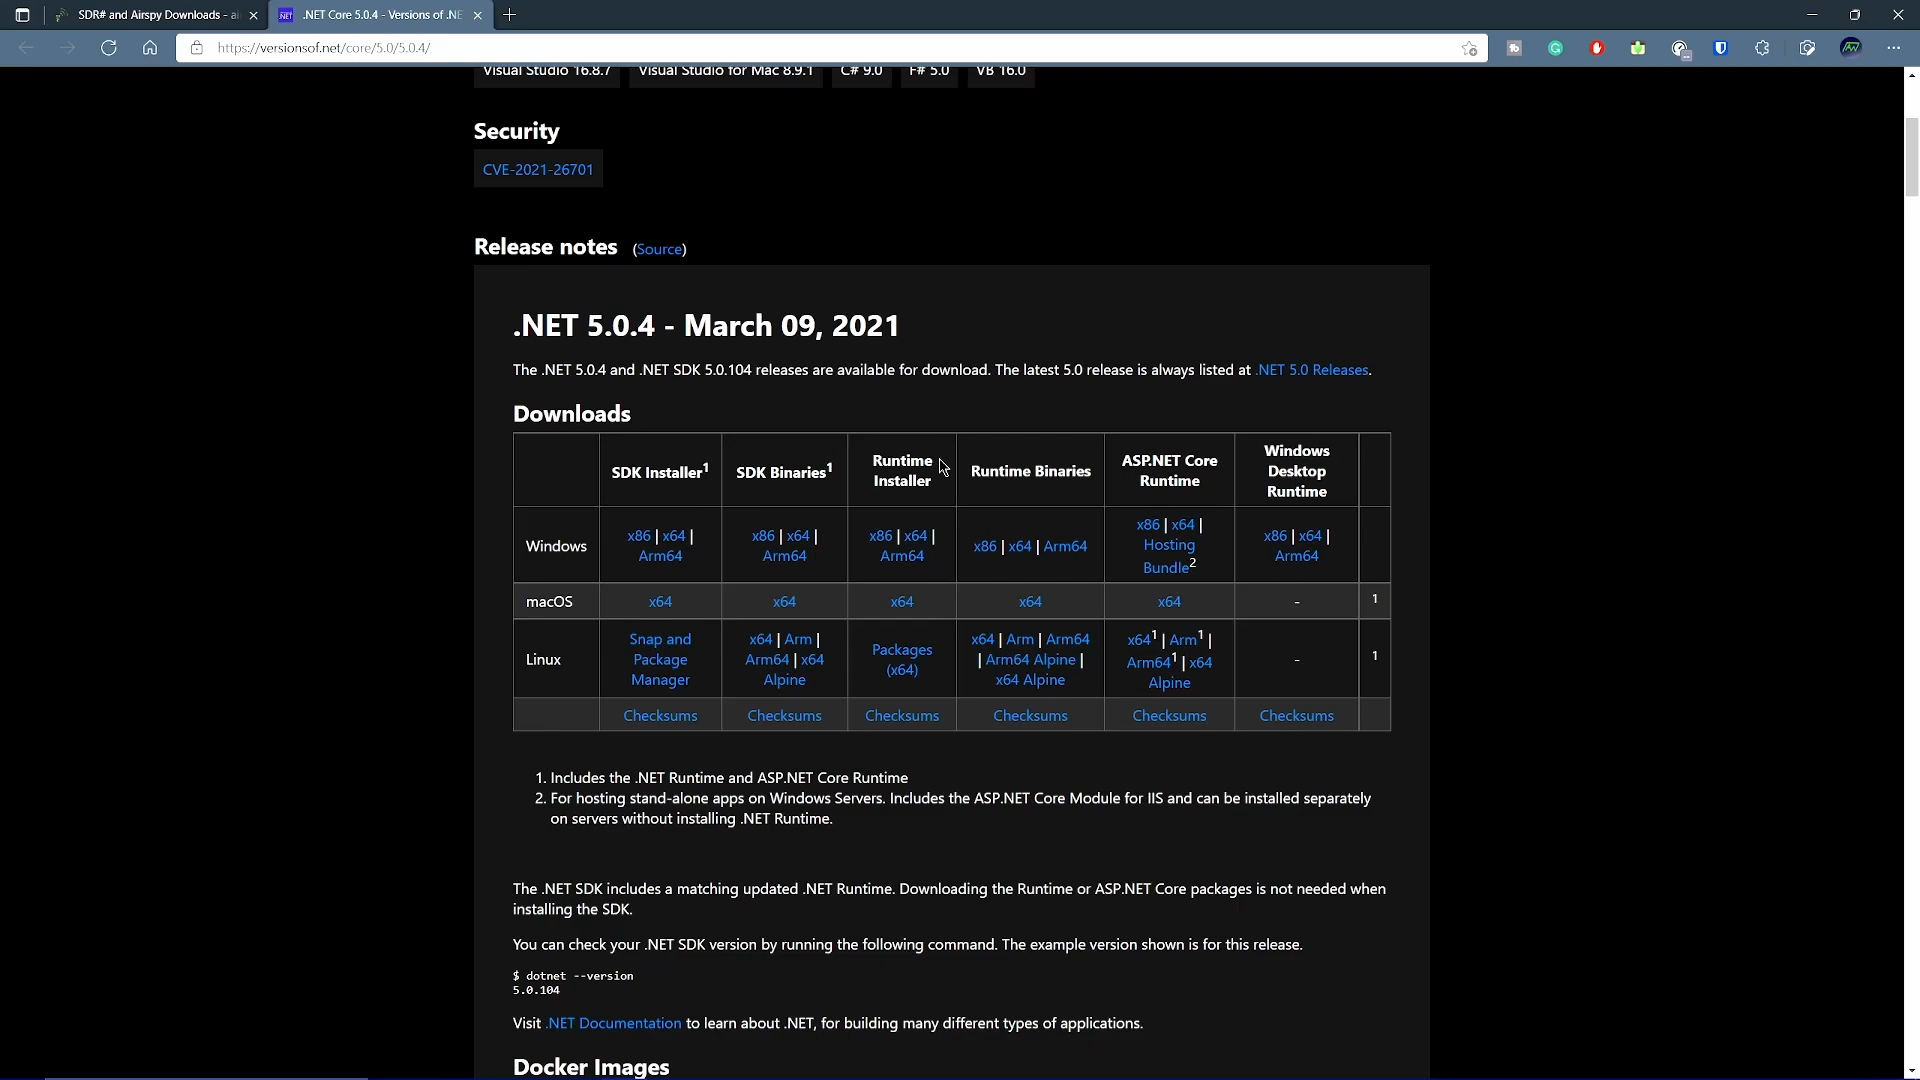 SDR# and Airspy Downloads - ai
.NET Core 5.0.4 - Versions of .NE
https://versionsof.net/core/5.0/5.0.4/
Visual Studio 16.8.7 Visual Studio for Mac 8.9.1 C# 9.0 F# 5.0 VB 16.0
Security
CVE-2021-26701
Release notes (Source)
.NET 5.0.4 - March 09, 2021
The .NET 5.0.4 and .NET SDK 5.0.104 releases are available for download. The latest 5.0 release is always listed at .NET 5.0 Releases.
Downloads
SDK Installer1
SDK Binaries1
Runtime
Installer
Runtime Binaries
ASP.NET Core
Runtime
Windows
Desktop
Runtime
Windows
x86 | x64 |
Arm64
x86 | x64 |
Arm64
x86 | x64 |
Arm64
x86 | x64 | Arm64
x86 | x64 |
Hosting
Bundle2
x86 | x64 |
Arm64
macOS
x64
x64
x64
x64
x64
-
1
Linux
Snap and
Package
Manager
x64 | Arm |
Arm64 | x64
Alpine
Packages
(x64)
x64 | Arm | Arm64
| Arm64 Alpine |
x64 Alpine
x641 | Arm1 |
Arm641 | x64
Alpine
-
1
Checksums
Checksums
Checksums
Checksums
Checksums
Checksums
1. Includes the .NET Runtime and ASP.NET Core Runtime
2. For hosting stand-alone apps on Windows Servers. Includes the ASP.NET Core Module for IIS and can be installed separately
on servers without installing .NET Runtime.
The .NET SDK includes a matching updated .NET Runtime. Downloading the Runtime or ASP.NET Core packages is not needed when
installing the SDK.
You can check your .NET SDK version by running the following command. The example version shown is for this release.
$ dotnet --version
5.0.104
Visit .NET Documentation to learn about .NET, for building many different types of applications.
Docker Images